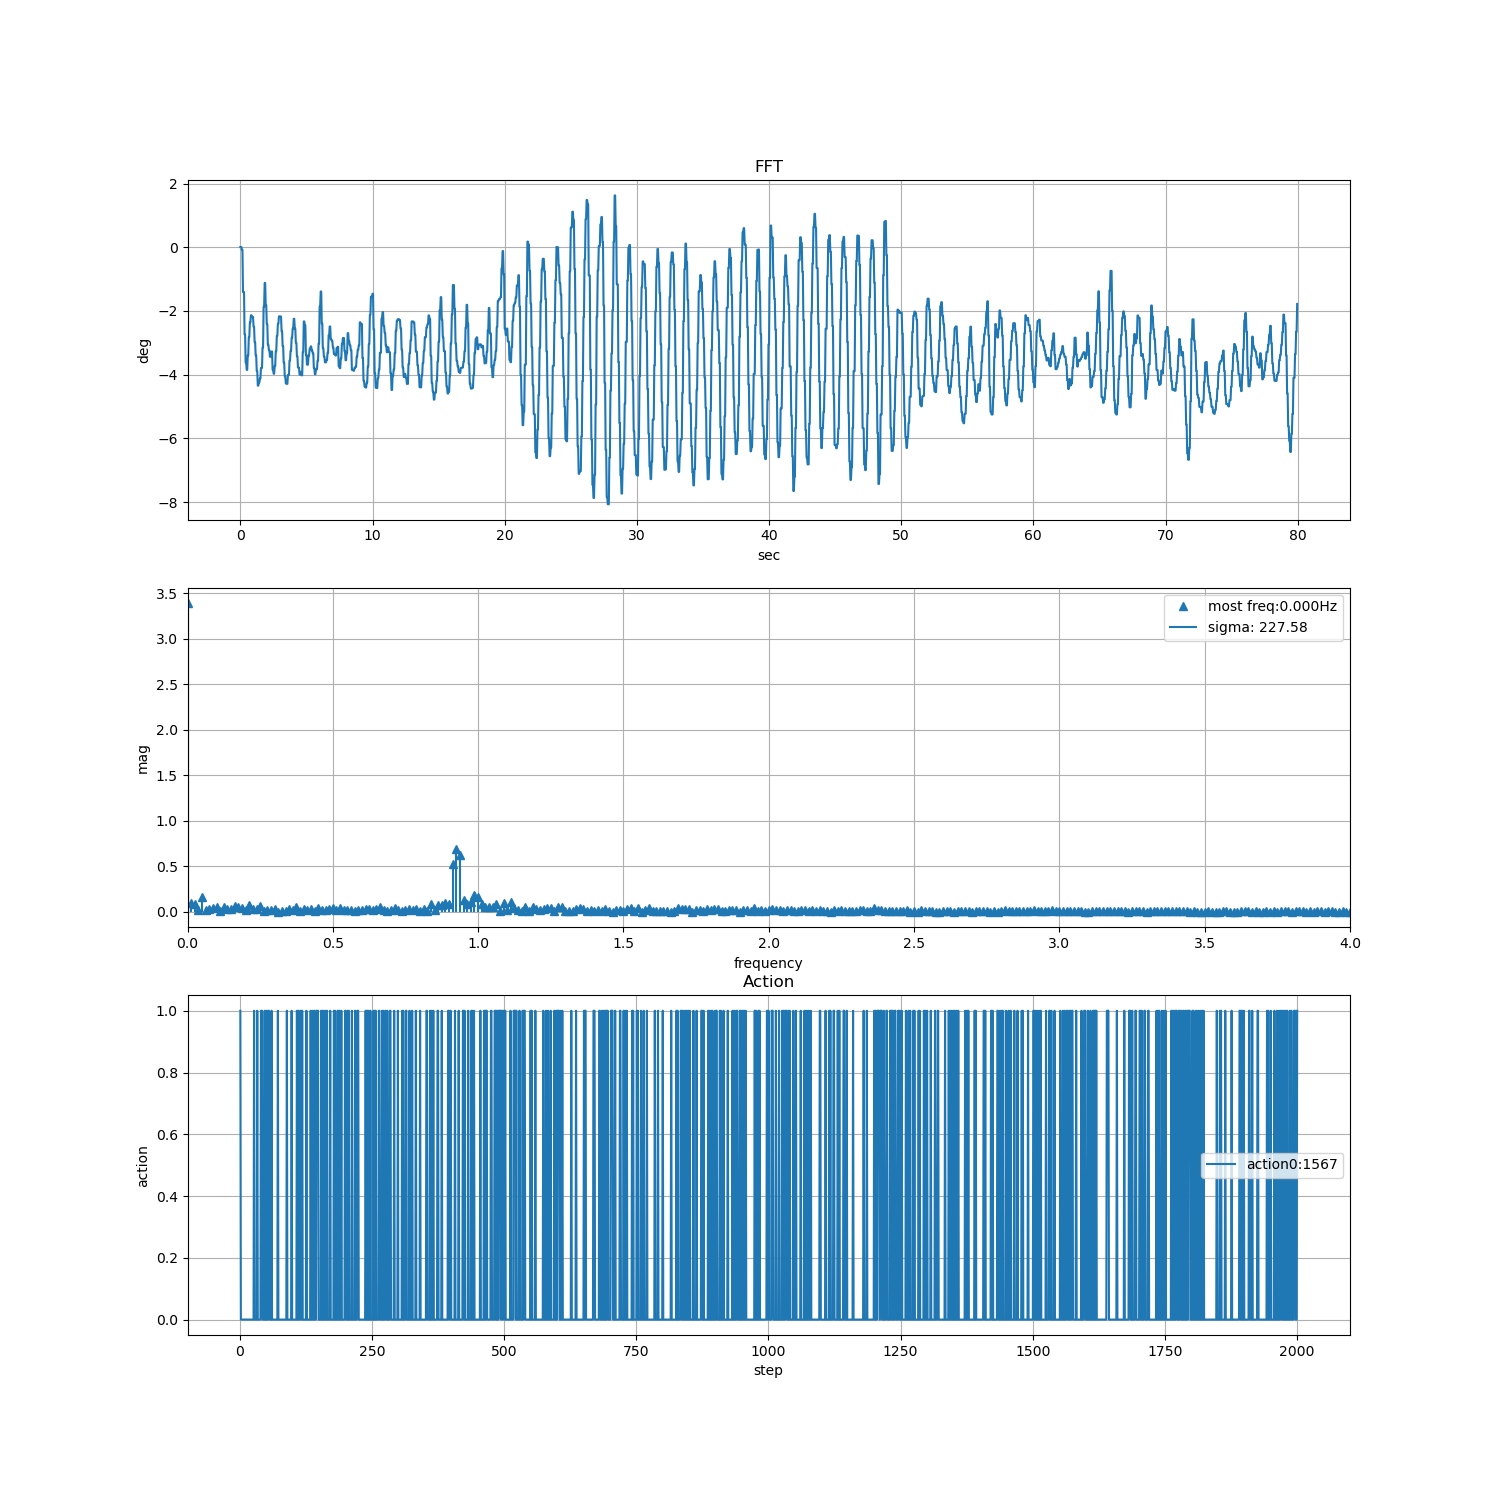 FFT
2
0
−2
−4
−6
−8
deg
0 10 20 30 40 50 60 70 80
sec
3.5
3.0
2.5
2.0
1.5
1.0
0.5
0.0
mag
most freq:0.000Hz
sigma: 227.58
0.0 0.5 1.0 1.5 2.0 2.5 3.0 3.5 4.0
frequency
Action
1.0
0.8
0.6
0.4
0.2
0.0
action
action0:1567
0 250 500 750 1000 1250 1500 1750 2000
step